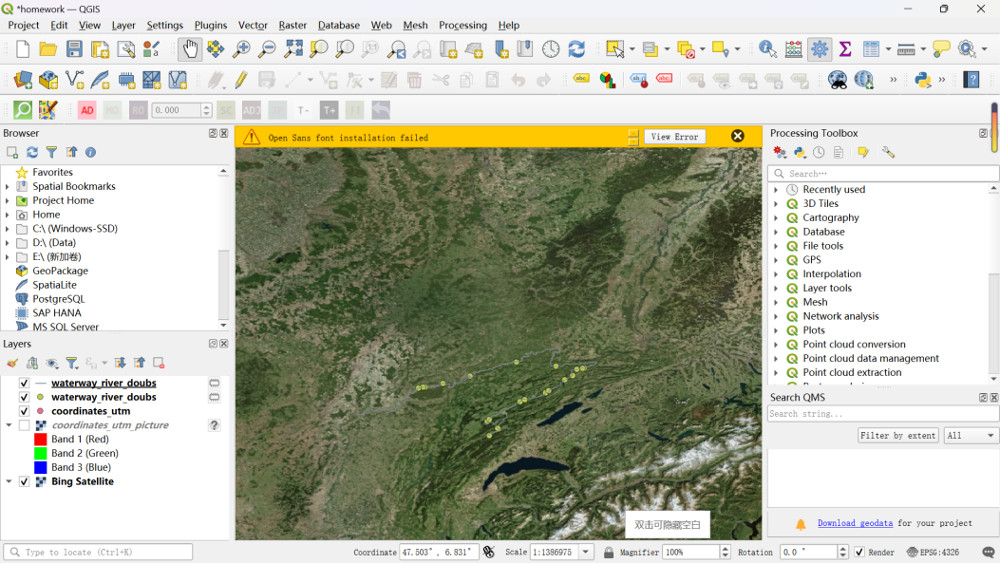 *homework — QGIS
Project Edit View Layer Settings Plugins Vector Raster Database Web Mesh Processing Help
AD MO RO 0.000 SC ADJ T- T+
Browser
Favorites
Spatial Bookmarks
Project Home
Home
C:\ (Windows-SSD)
D:\ (Data)
E:\ (新加卷)
GeoPackage
SpatiaLite
PostgreSQL
SAP HANA
MS SQL Server
Layers
waterway_river_doubs
waterway_river_doubs
coordinates_utm
coordinates_utm_picture
?
Band 1 (Red)
Band 2 (Green)
Band 3 (Blue)
Bing Satellite
Open Sans font installation failed
View Error
双击可隐藏空白
Processing Toolbox
Search…
Recently used
3D Tiles
Cartography
Database
File tools
GPS
Interpolation
Layer tools
Mesh
Network analysis
Plots
Point cloud conversion
Point cloud data management
Point cloud extraction
Search QMS
Search string...
Filter by extent All
Download geodata for your project
Type to locate (Ctrl+K) Coordinate 47.503°, 6.831° Scale 1:1386975 Magnifier 100% Rotation 0.0 ° Render EPSG:4326